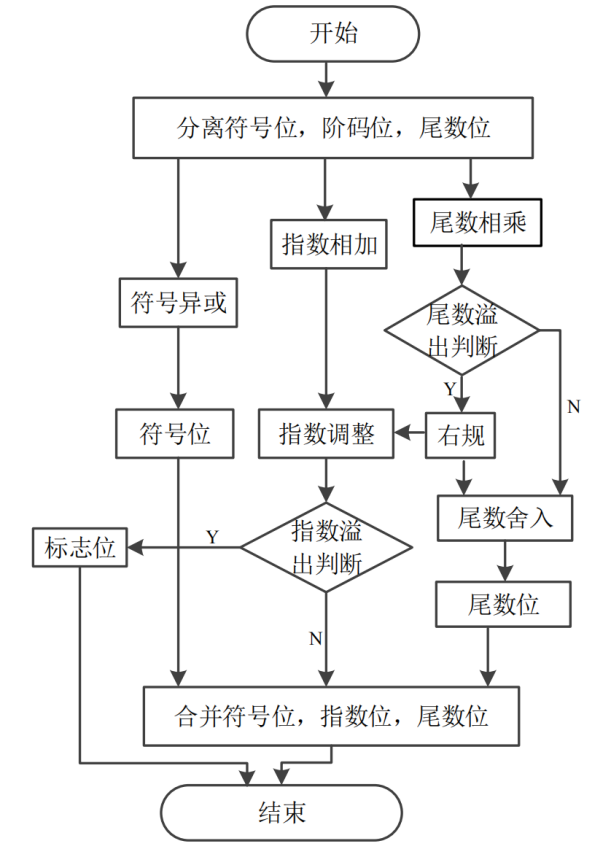 开始
分离符号位，阶码位，尾数位
尾数相乘
指数相加
符号异或
尾数溢
出判断
Y
N
符号位
指数调整
右规
尾数舍入
指数溢
出判断
Y
标志位
尾数位
N
合并符号位，指数位，尾数位
结束